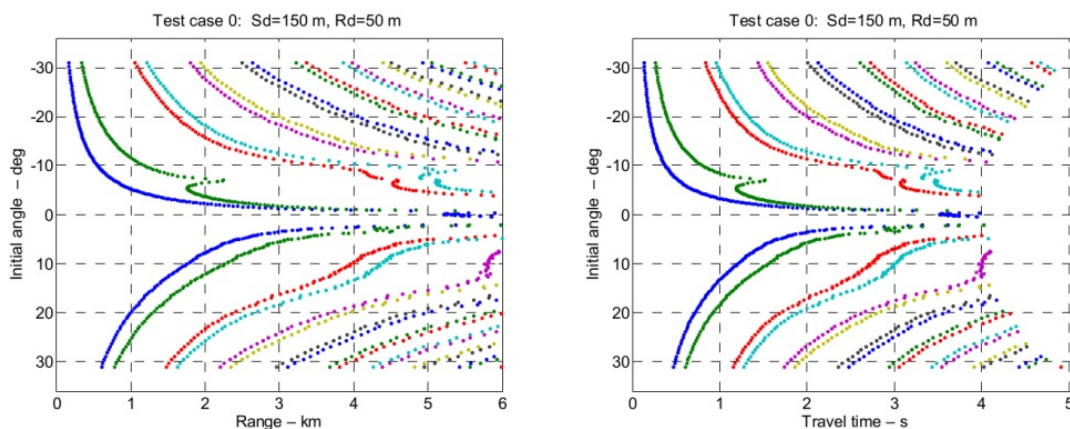 Test case 0: Sd=150 m, Rd=50 m
Initial angle – deg
-30
-20
-10
0
10
20
30
0 1 2 3 4 5 6
Range – km
Test case 0: Sd=150 m, Rd=50 m
Initial angle – deg
-30
-20
-10
0
10
20
30
0 1 2 3 4 5
Travel time – s